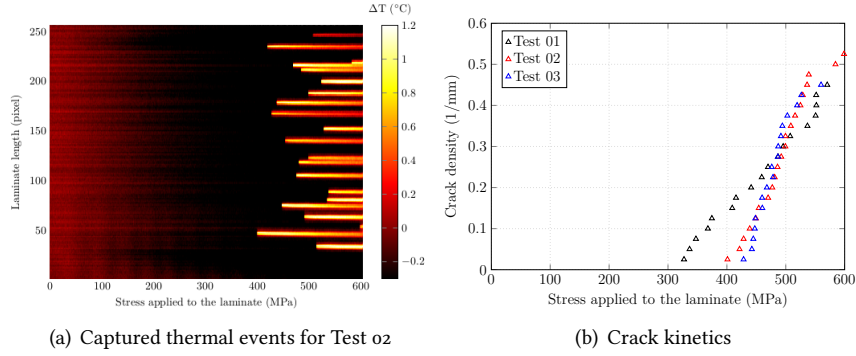 ΔT (°C)
250
200
150
100
50
Laminate length (pixel)
0 100 200 300 400 500 600
Stress applied to the laminate (MPa)
1.2
1
0.8
0.6
0.4
0.2
0
−0.2
(a) Captured thermal events for Test 02
0.6
0.5
0.4
0.3
0.2
0.1
0
Crack density (1/mm)
Test 01
Test 02
Test 03
0 100 200 300 400 500 600
Stress applied to the laminate (MPa)
(b) Crack kinetics